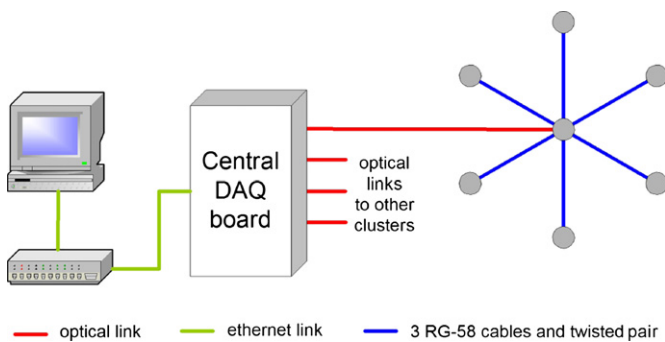 Central
DAQ
board
optical
links
to other
clusters
optical link
ethernet link
3 RG-58 cables and twisted pair